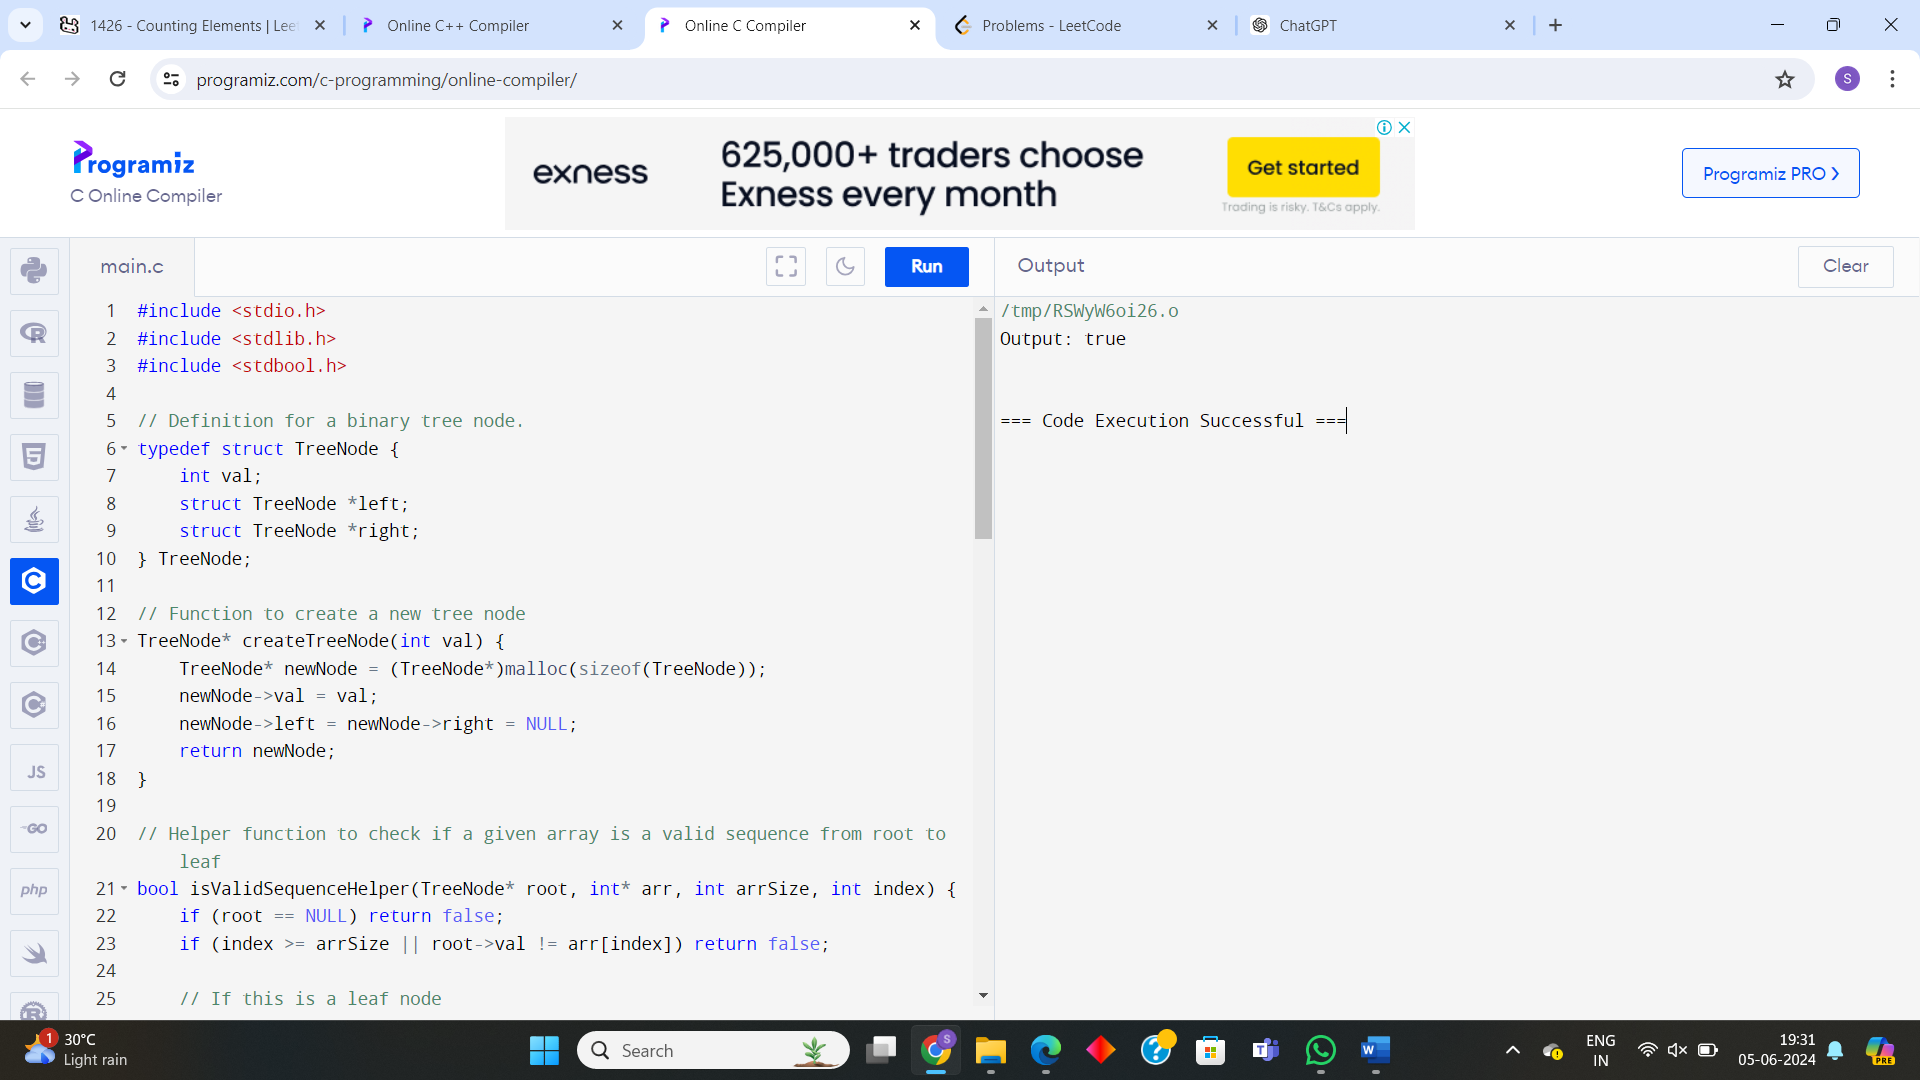 1426 - Counting Elements | Lee
Online C++ Compiler
Online C Compiler
Problems - LeetCode
ChatGPT
programiz.com/c-programming/online-compiler/
S
Programiz
C Online Compiler
exness
625,000+ traders choose
Exness every month
Get started
Trading is risky. T&Cs apply.
Programiz PRO
main.c
Run
Output
Clear
1 #include <stdio.h>
2 #include <stdlib.h>
3 #include <stdbool.h>
4
5 // Definition for a binary tree node.
6 typedef struct TreeNode {
7 int val;
8 struct TreeNode *left;
9 struct TreeNode *right;
10 } TreeNode;
11
12 // Function to create a new tree node
13 TreeNode* createTreeNode(int val) {
14 TreeNode* newNode = (TreeNode*)malloc(sizeof(TreeNode));
15 newNode->val = val;
16 newNode->left = newNode->right = NULL;
17 return newNode;
18 }
19
20 // Helper function to check if a given array is a valid sequence from root to
leaf
21 bool isValidSequenceHelper(TreeNode* root, int* arr, int arrSize, int index) {
22 if (root == NULL) return false;
23 if (index >= arrSize || root->val != arr[index]) return false;
24
25 // If this is a leaf node
/tmp/RSWyW6oi26.o
Output: true
=== Code Execution Successful ===
JS
GO
php
1
30°C
Light rain
Search
S
ENG
IN
19:31
05-06-2024
PRE